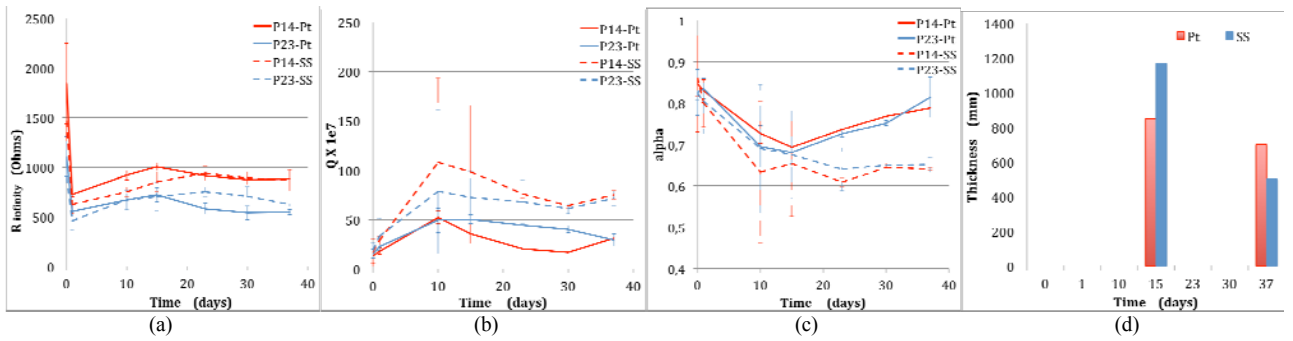 2500
2000
1500
1000
500
0
R infinity (Ohms)
0 10 20 30 40
Time (days)
P14-Pt
P23-Pt
P14-SS
P23-SS
(a)
250
200
150
100
50
0
Q X 1e7
0 10 20 30 40
Time (days)
P14-Pt
P23-Pt
P14-SS
P23-SS
(b)
1
0,9
0,8
0,7
0,6
0,5
0,4
alpha
0 10 20 30 40
Time (days)
P14-Pt
P23-Pt
P14-SS
P23-SS
(c)
1400
1200
1000
800
600
400
200
0
Thickness (mm)
Pt SS
0 1 10 15 23 30 37
Time (days)
(d)